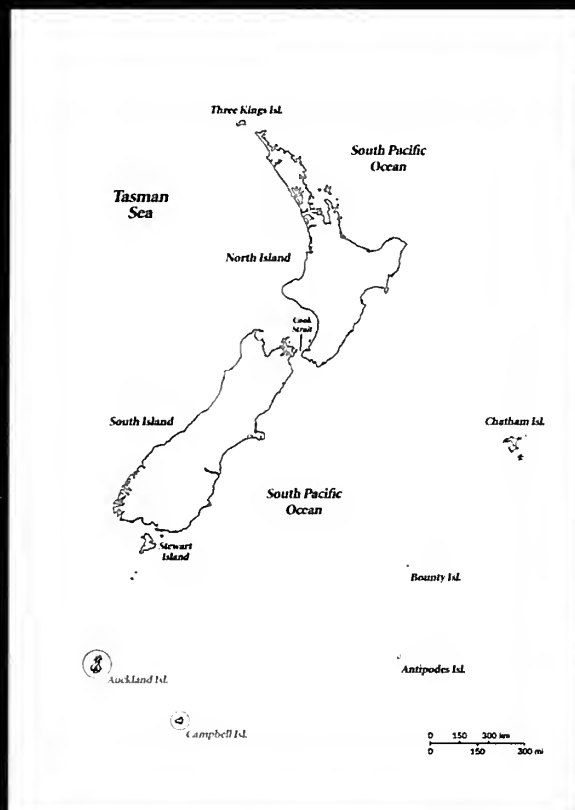 Three Kings Isl.
South Pacific
Ocean
Tasman
Sea
North Island
Cook
Strait
South Island
Chatham Isl.
South Pacific
Ocean
Stewart
Island
Bounty Isl.
Auckland Isl.
Antipodes Isl.
Campbell Isl.
0 150 300 km
0 150 300 mi